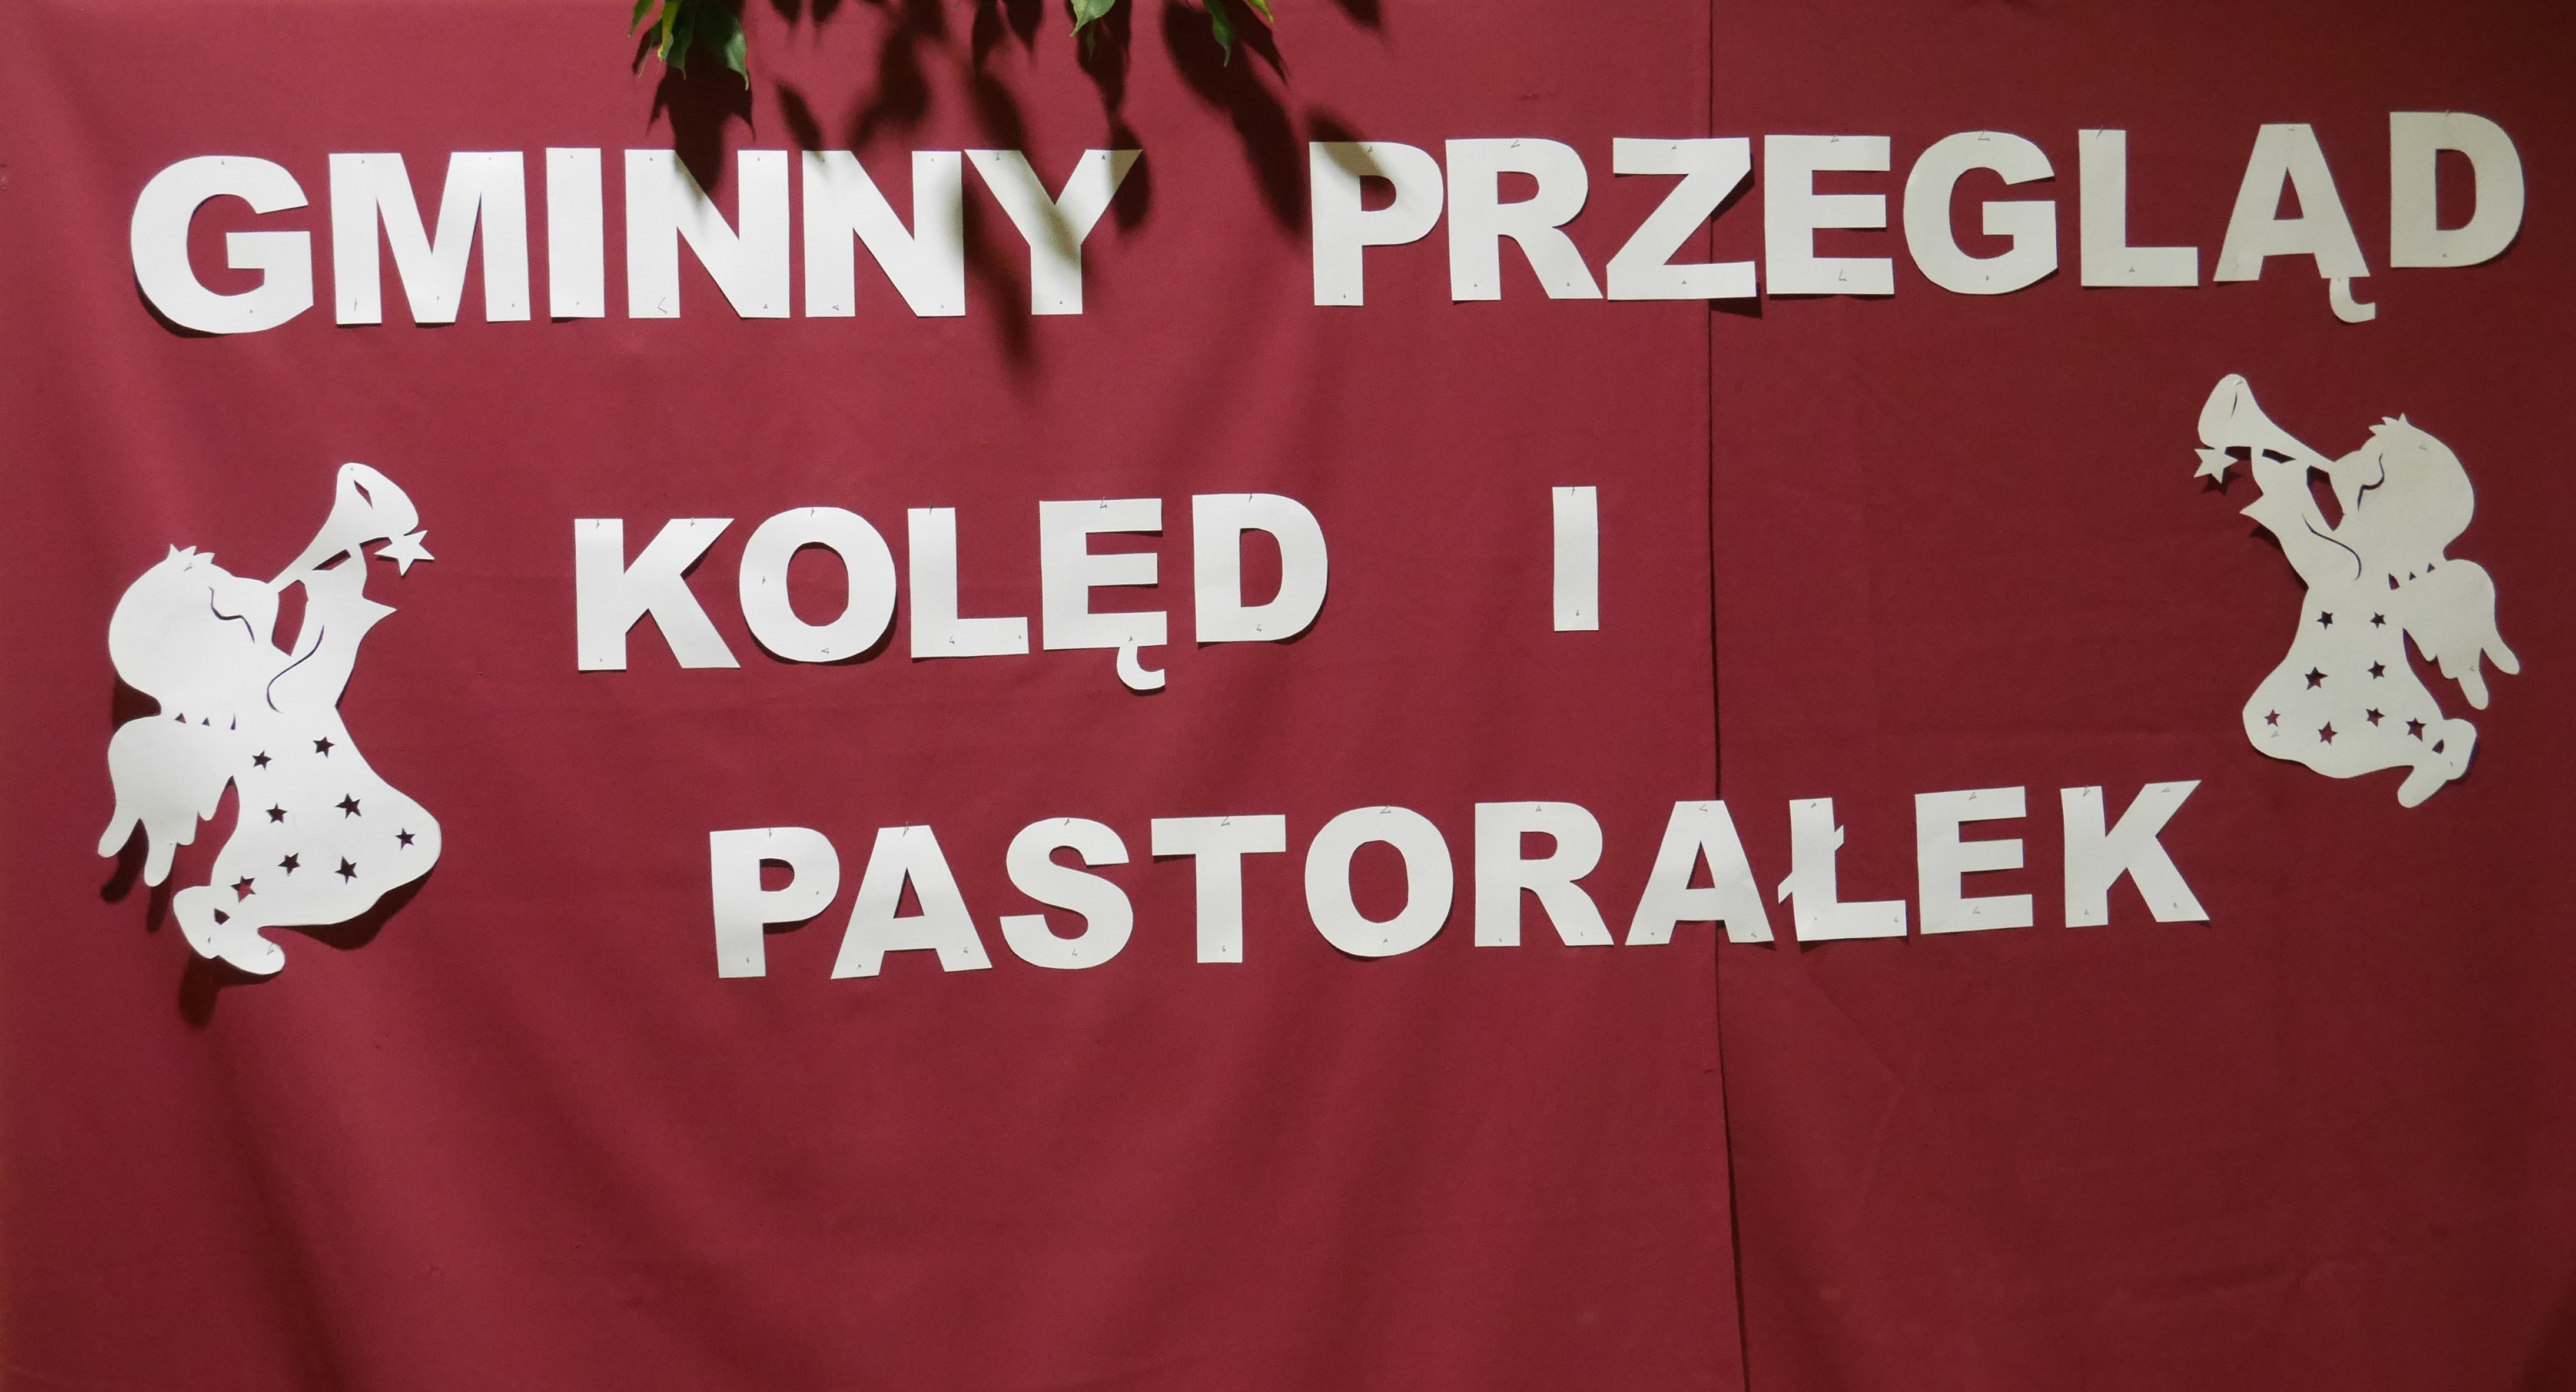 GMINNY PRZEGLĄD
KOLĘD I
PASTORAŁEK